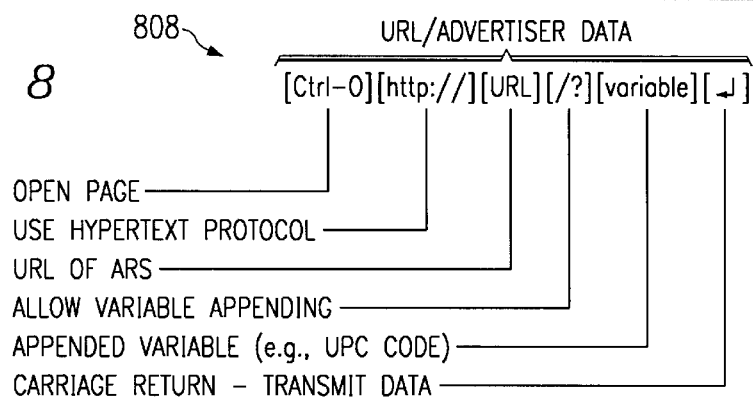 808
URL/ADVERTISER DATA
8
[Ctrl-O][http://][URL][/?][variable][↵]
OPEN PAGE
USE HYPERTEXT PROTOCOL
URL OF ARS
ALLOW VARIABLE APPENDING
APPENDED VARIABLE (e.g., UPC CODE)
CARRIAGE RETURN - TRANSMIT DATA